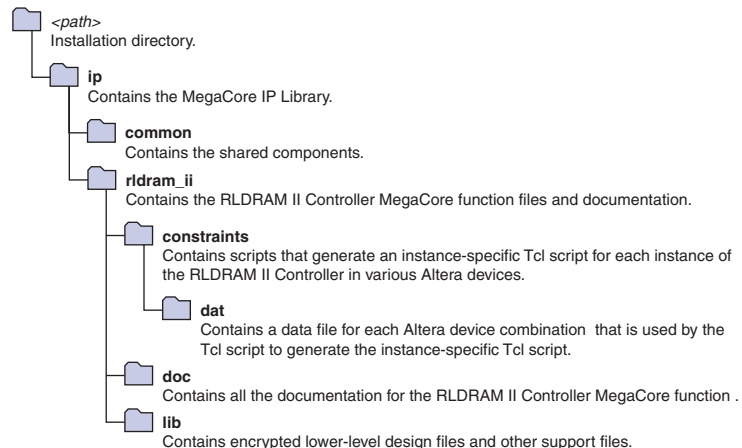 <path>
Installation directory.
ip
Contains the MegaCore IP Library.
common
Contains the shared components.
rldram_ii
Contains the RLDRAM II Controller MegaCore function files and documentation.
constraints
Contains scripts that generate an instance-specific Tcl script for each instance of
the RLDRAM II Controller in various Altera devices.
dat
Contains a data file for each Altera device combination  that is used by the
Tcl script to generate the instance-specific Tcl script.
doc
Contains all the documentation for the RLDRAM II Controller MegaCore function .
lib
Contains encrypted lower-level design files and other support files.